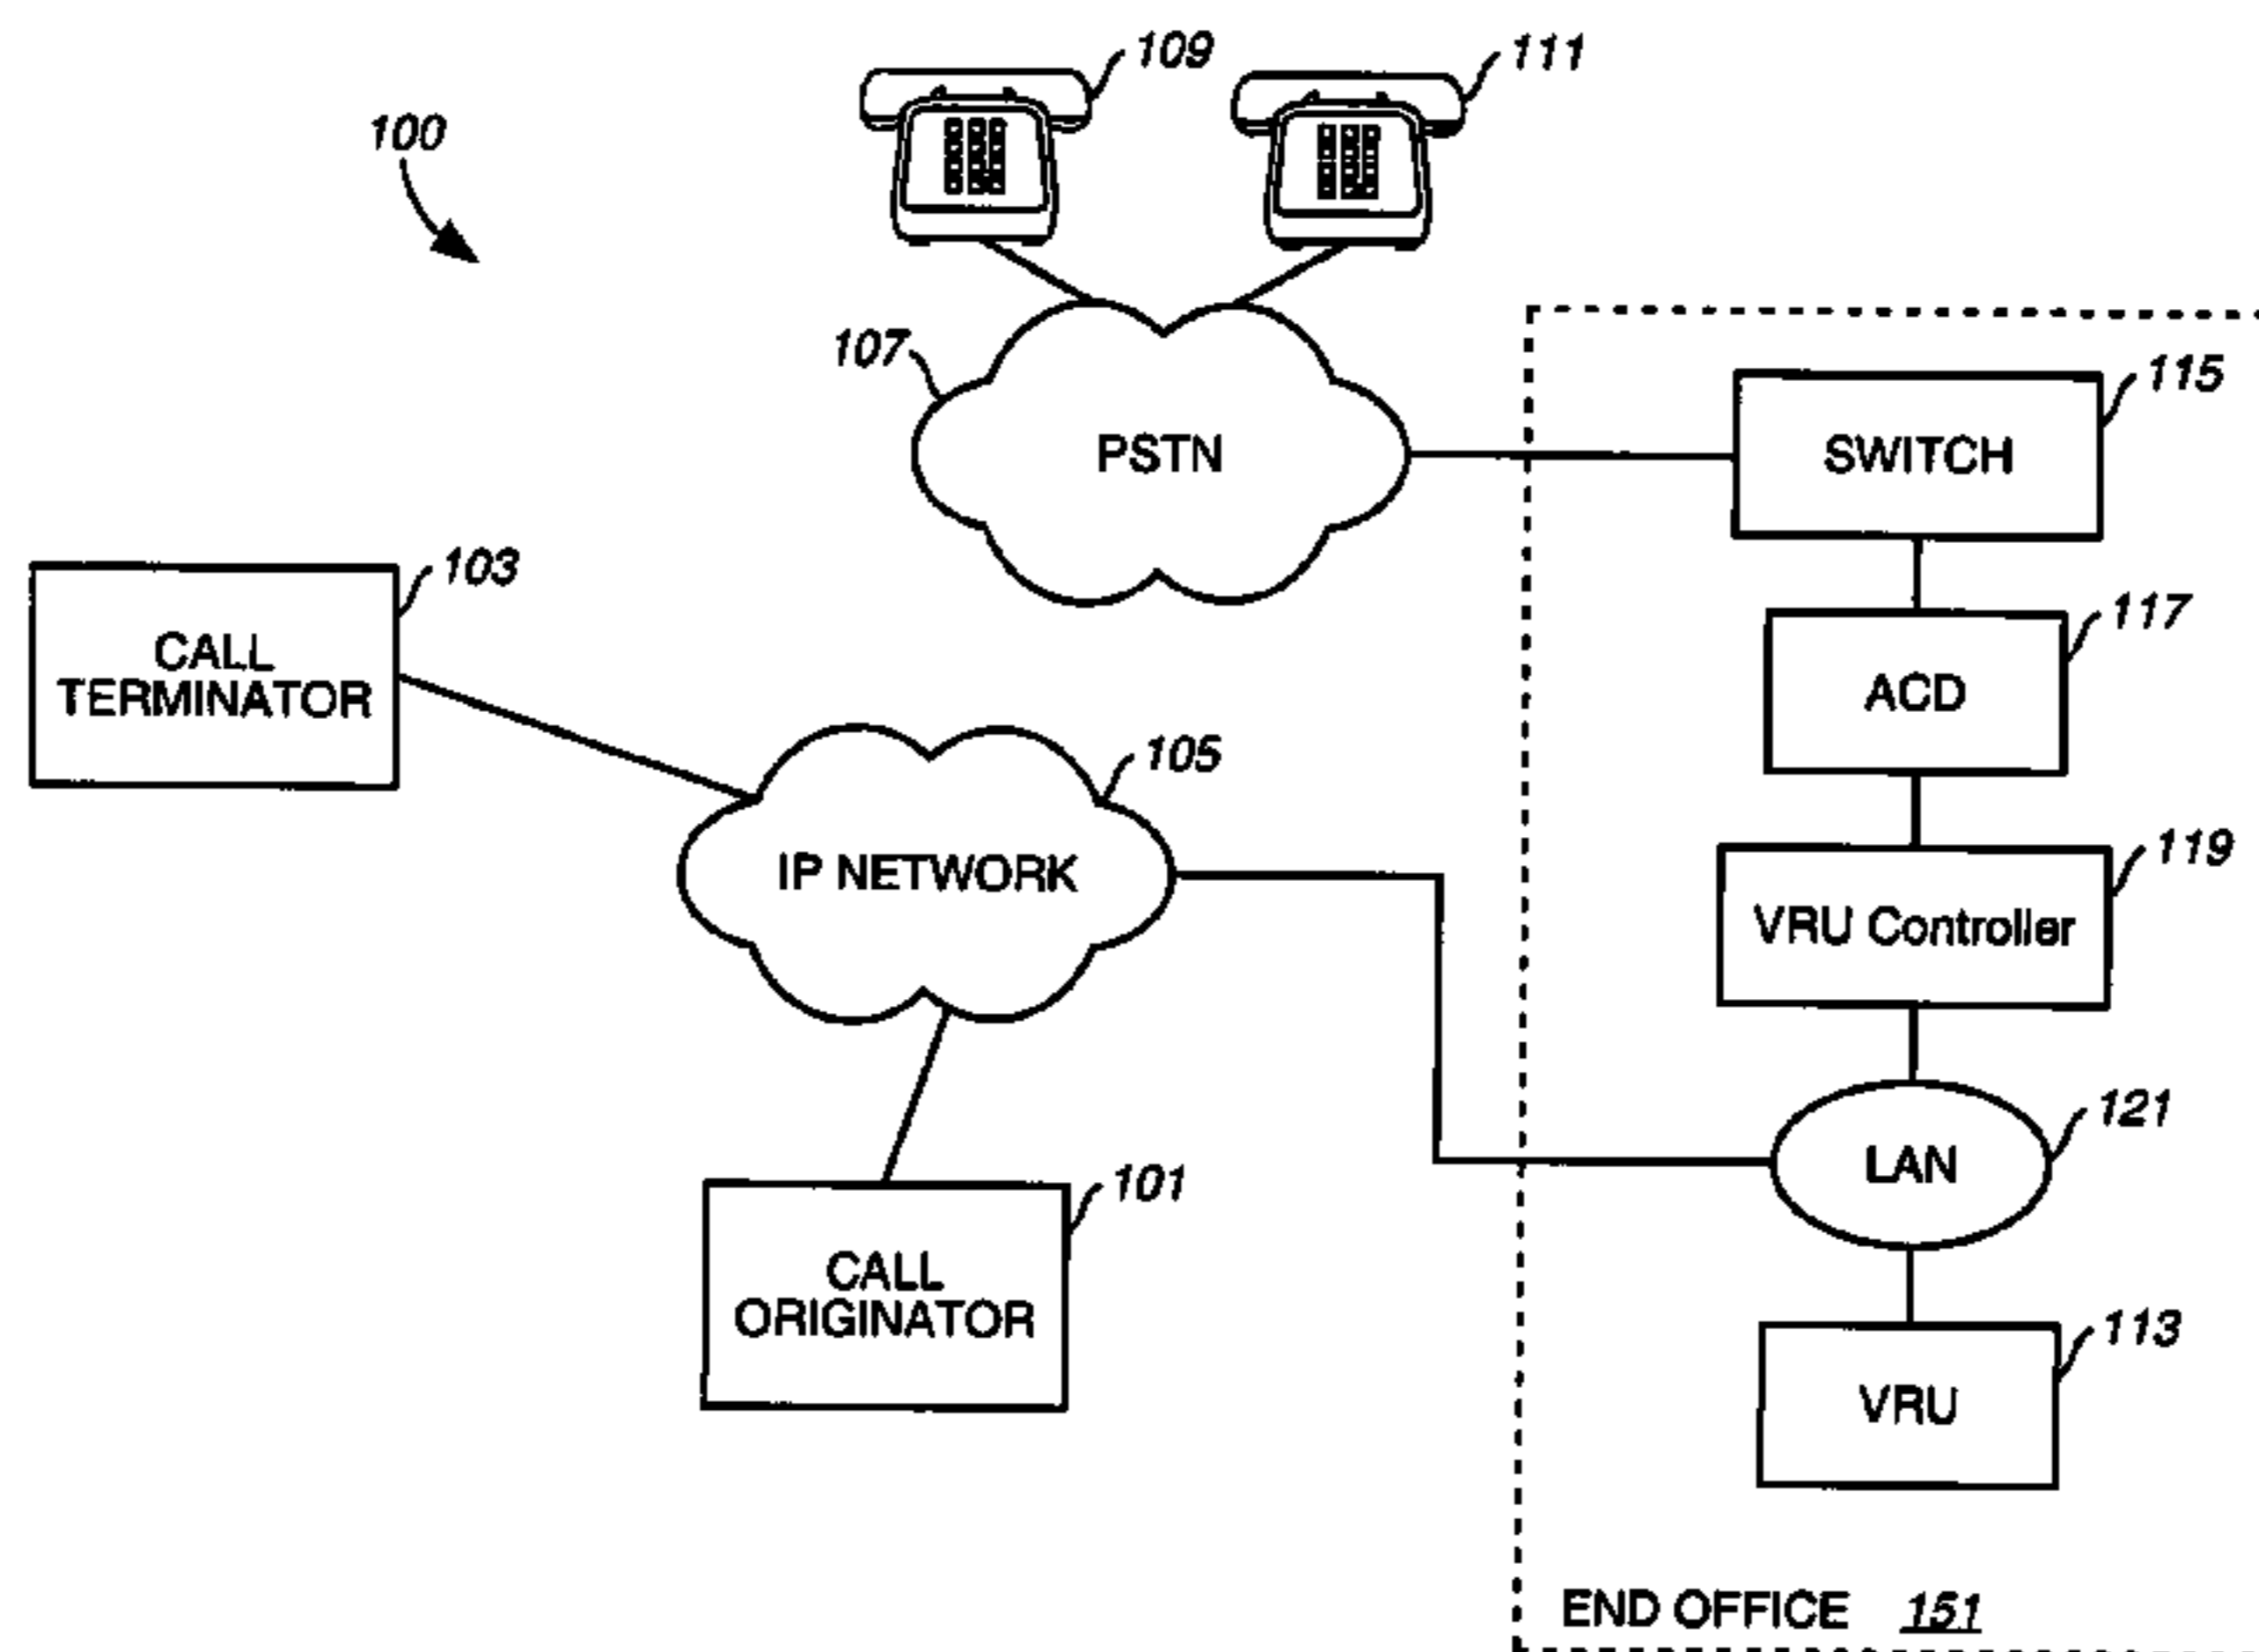 109
111
100
107
PSTN
SWITCH
115
103
CALL
TERMINATOR
ACD
117
105
IP NETWORK
VRU Controller
119
LAN
121
101
CALL
ORIGINATOR
VRU
113
END OFFICE 151